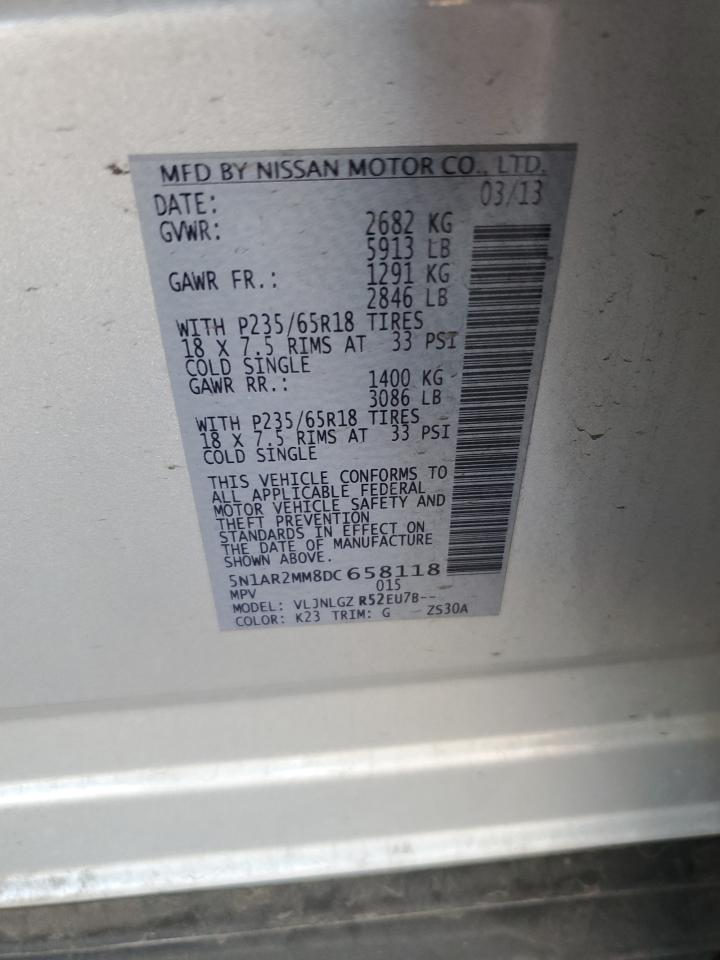 MFD BY NISSAN MOTOR CO., LTD.
DATE: 03/13
GVWR: 2682 KG
5913 LB
GAWR FR.: 1291 KG
2846 LB
WITH P235/65R18 TIRES
18 X 7.5 RIMS AT 33 PSI
COLD SINGLE
GAWR RR.: 1400 KG
3086 LB
WITH P235/65R18 TIRES
18 X 7.5 RIMS AT 33 PSI
COLD SINGLE
THIS VEHICLE CONFORMS TO
ALL APPLICABLE FEDERAL
MOTOR VEHICLE SAFETY AND
THEFT PREVENTION
STANDARDS IN EFFECT ON
THE DATE OF MANUFACTURE
SHOWN ABOVE.
5N1AR2MM8DC 658118
MPV 015
MODEL: VLJNLGZ R52EU7B--
COLOR: K23 TRIM: G ZS30A